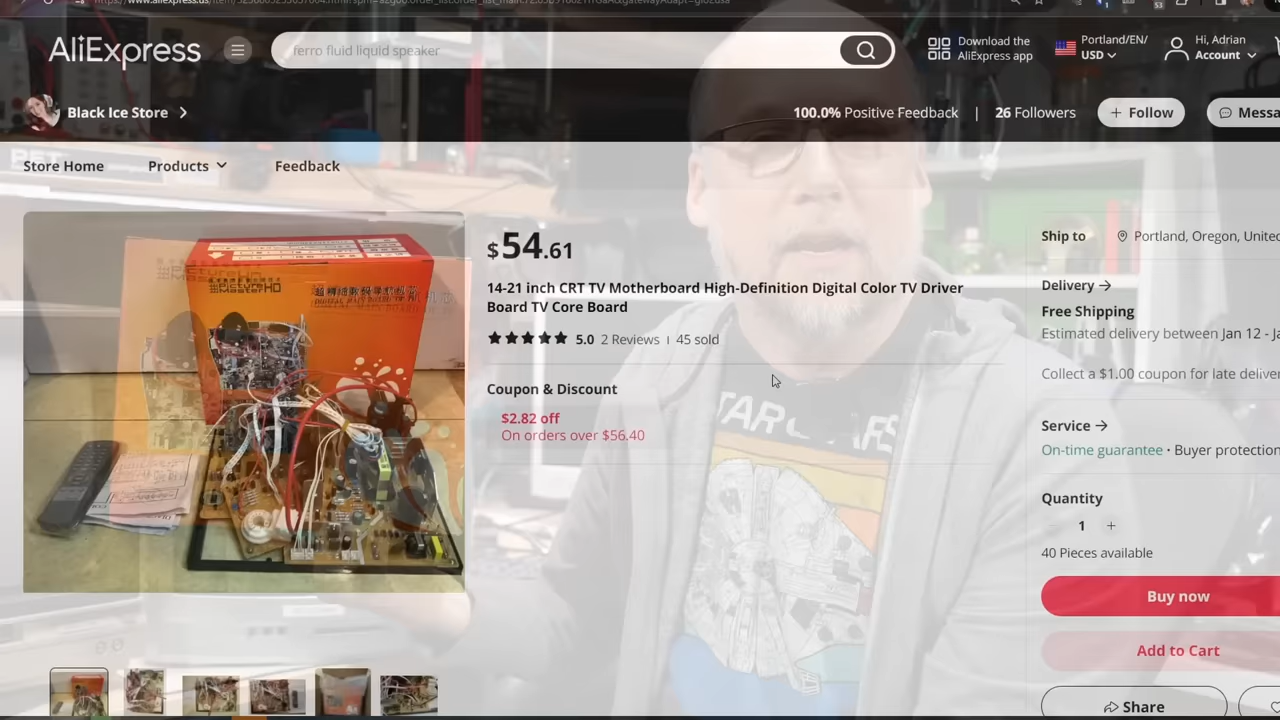 AliExpress
ferro fluid liquid speaker
Download the
AliExpress app
Portland/EN/
USD
Hi, Adrian
Account
Black Ice Store
100.0% Positive Feedback | 26 Followers
+ Follow
Messa
Store Home
Products
Feedback
PictureHD
Master
$54.61
14-21 inch CRT TV Motherboard High-Definition Digital Color TV Driver
Board TV Core Board
5.0 2 Reviews | 45 sold
Coupon & Discount
$2.82 off
On orders over $56.40
Ship to
Portland, Oregon, United
Delivery
Free Shipping
Estimated delivery between Jan 12 - Ja
Collect a $1.00 coupon for late deliver
Service
On-time guarantee · Buyer protection
Quantity
1 +
40 Pieces available
Buy now
Add to Cart
Share
STAR WARS